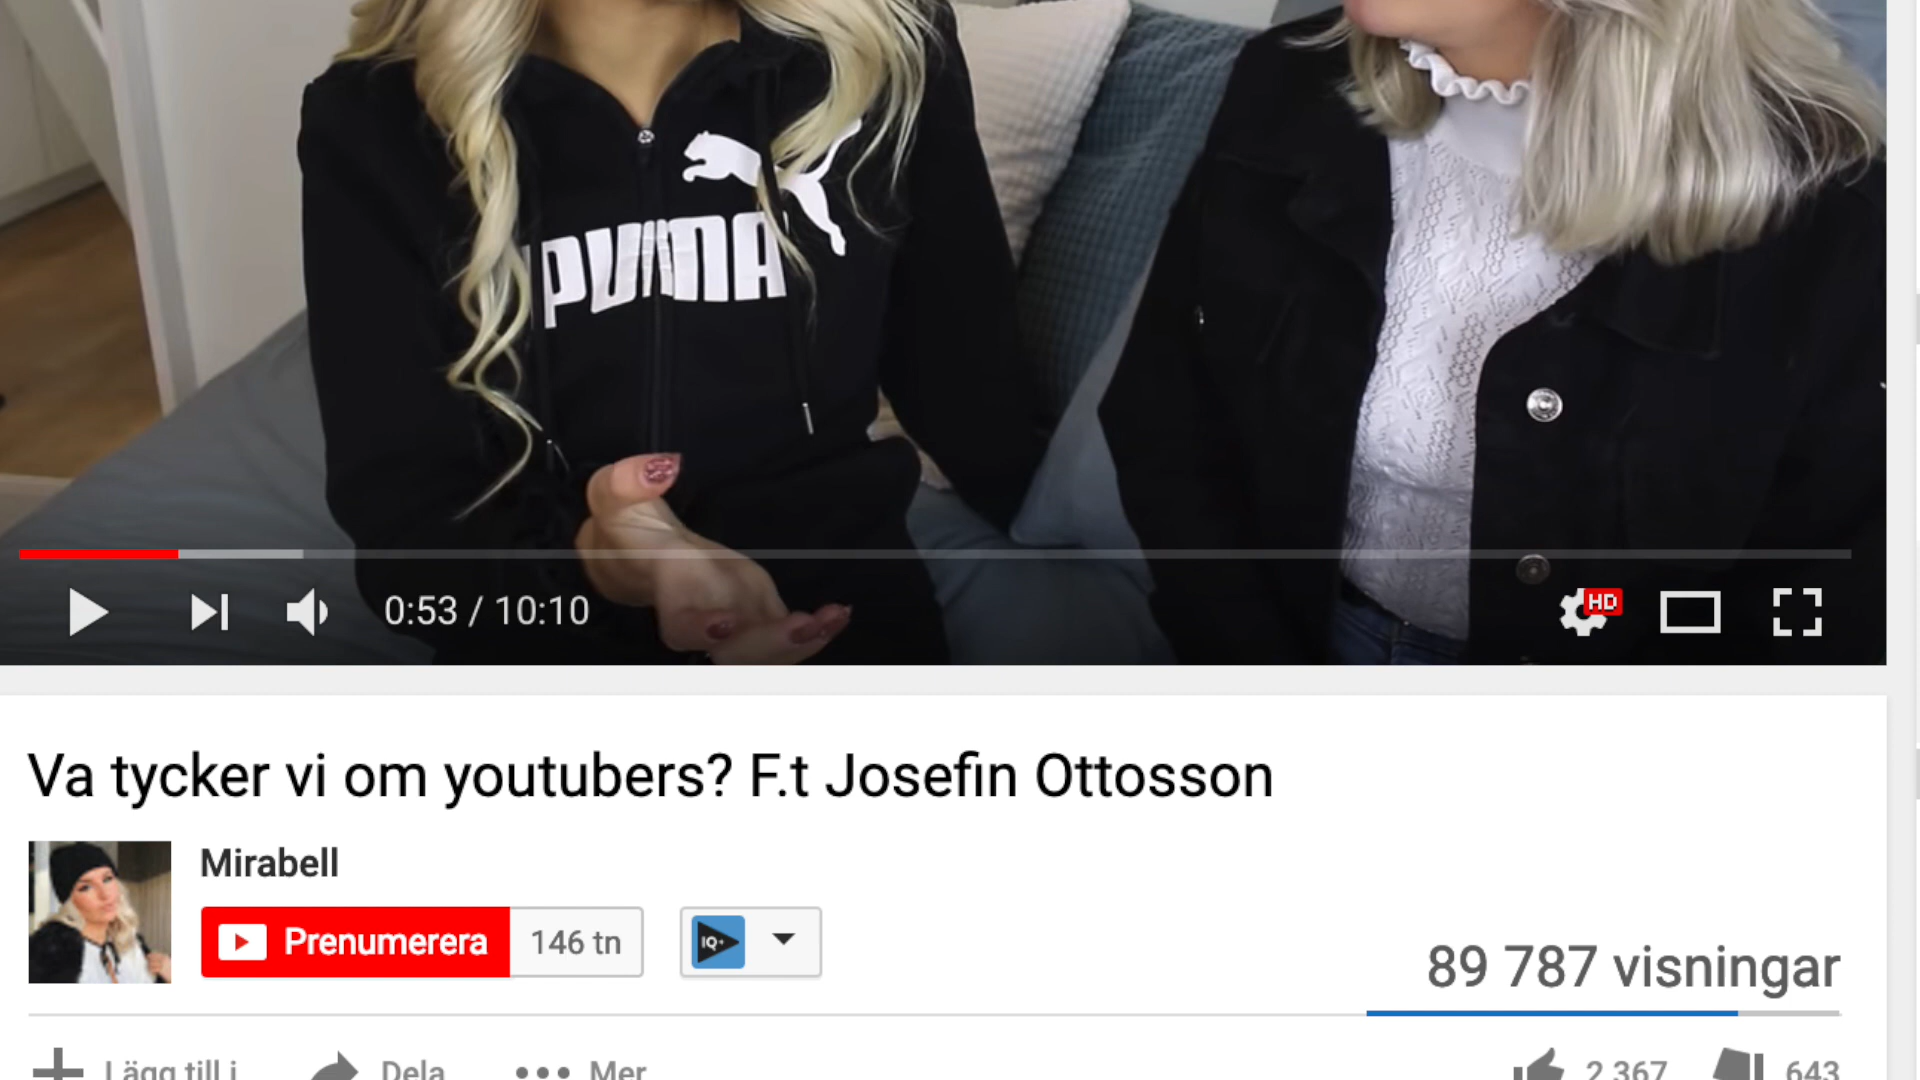 PUMA
HD
0:53 / 10:10
Va tycker vi om youtubers? F.t Josefin Ottosson
Mirabell
Prenumerera 146 tn
IQ+
89 787 visningar
Lägg till i Dela Mer 2 367 643